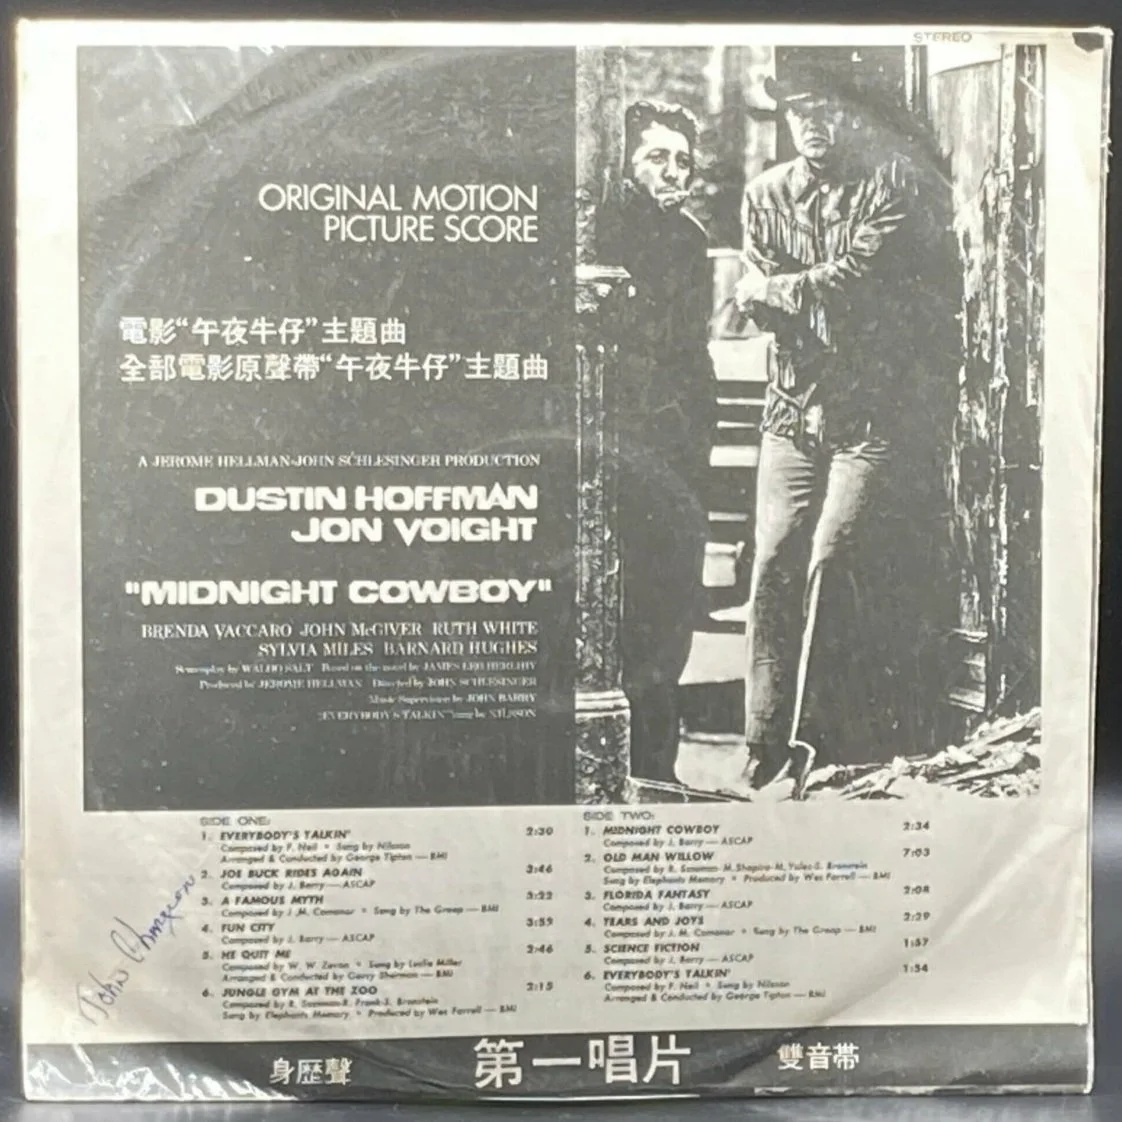 STEREO
ORIGINAL MOTION
PICTURE SCORE
電影“午夜牛仔”主題曲
全部電影原聲帶“午夜牛仔”主題曲
A JEROME HELLMAN-JOHN SCHLESINGER PRODUCTION
DUSTIN HOFFMAN
JON VOIGHT
"MIDNIGHT COWBOY"
BRENDA VACCARO JOHN McGIVER RUTH WHITE
SYLVIA MILES BARNARD HUGHES
Screenplay by WALDO SALT Based on the novel by JAMES LEO HERLIHY
Produced by JEROME HELLMAN Directed by JOHN SCHLESINGER
Music Supervision by JOHN BARRY
"EVERYBODY'S TALKIN'" sung by NILSSON
SIDE ONE:
1. EVERYBODY'S TALKIN' 2:30
Composed by F. Neil • Sung by Nilsson
Arranged & Conducted by George Tipton — BMI
2. JOE BUCK RIDES AGAIN 3:46
Composed by J. Barry — ASCAP
3. A FAMOUS MYTH 3:22
Composed by J. M. Comanor • Sung by The Group — BMI
4. FUN CITY 3:52
Composed by J. Barry — ASCAP
5. HE QUIT ME 2:46
Composed by W. W. Zevon • Sung by Leslie Miller
Arranged & Conducted by Garry Sherman — BMI
6. JUNGLE GYM AT THE ZOO 2:15
Composed by R. Sussman-R. Frank-S. Bronstein
Sung by Elephants Memory • Produced by Wes Farrell — BMI
SIDE TWO:
1. MIDNIGHT COWBOY 2:34
Composed by J. Barry — ASCAP
2. OLD MAN WILLOW 7:03
Composed by R. Sussman-M. Shapiro-M. Yules-S. Bronstein
Sung by Elephants Memory • Produced by Wes Farrell — BMI
3. FLORIDA FANTASY 2:08
Composed by J. Barry — ASCAP
4. TEARS AND JOYS 2:29
Composed by J. M. Comanor • Sung by The Group — BMI
5. SCIENCE FICTION 1:57
Composed by J. Barry — ASCAP
6. EVERYBODY'S TALKIN' 1:54
Composed by F. Neil • Sung by Nilsson
Arranged & Conducted by George Tipton — BMI
John
身歷聲 第一唱片 雙音帶